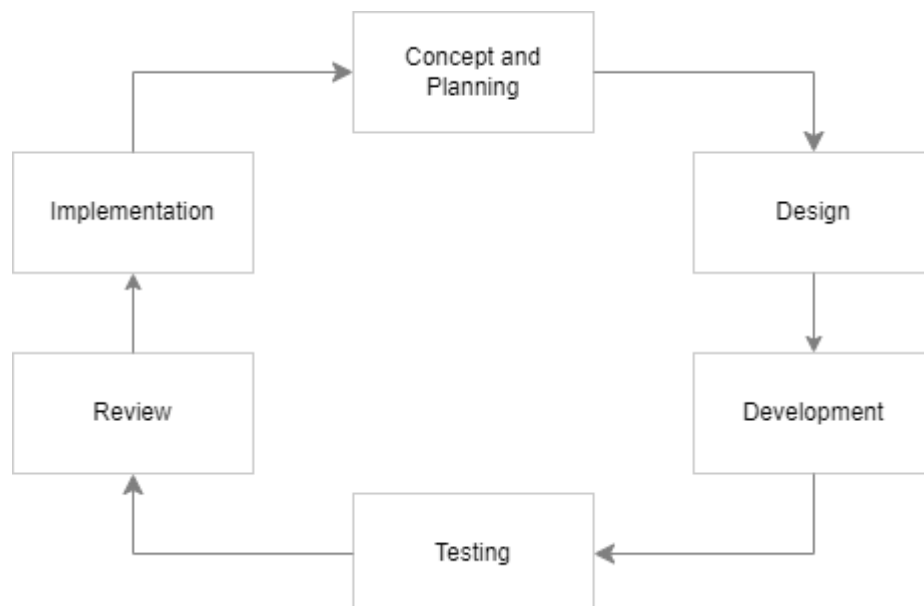 Concept and
Planning
Implementation
Design
Review
Development
Testing